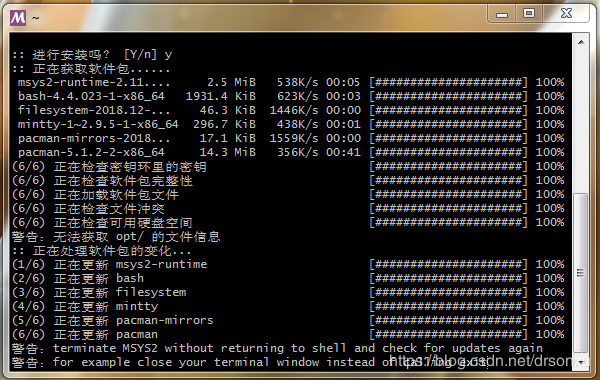 ~
:: 进行安装吗? [Y/n] y
:: 正在获取软件包......
msys2-runtime-2.11.... 2.5 MiB 538K/s 00:05 [######################] 100%
bash-4.4.023-1-x86_64 1931.4 KiB 623K/s 00:03 [######################] 100%
filesystem-2018.12-... 46.3 KiB 1446K/s 00:00 [######################] 100%
mintty-1~2.9.5-1-x86_64 296.7 KiB 438K/s 00:01 [######################] 100%
pacman-mirrors-2018... 17.1 KiB 1559K/s 00:00 [######################] 100%
pacman-5.1.2-2-x86_64 14.3 MiB 356K/s 00:41 [######################] 100%
(6/6) 正在检查密钥环里的密钥 [######################] 100%
(6/6) 正在检查软件包完整性 [######################] 100%
(6/6) 正在加载软件包文件 [######################] 100%
(6/6) 正在检查文件冲突 [######################] 100%
(6/6) 正在检查可用硬盘空间 [######################] 100%
警告：无法获取 opt/ 的文件信息
:: 正在处理软件包的变化...
(1/6) 正在更新 msys2-runtime [######################] 100%
(2/6) 正在更新 bash [######################] 100%
(3/6) 正在更新 filesystem [######################] 100%
(4/6) 正在更新 mintty [######################] 100%
(5/6) 正在更新 pacman-mirrors [######################] 100%
(6/6) 正在更新 pacman [######################] 100%
警告：terminate MSYS2 without returning to shell and check for updates again
警告：for example close your terminal window instead of calling exit